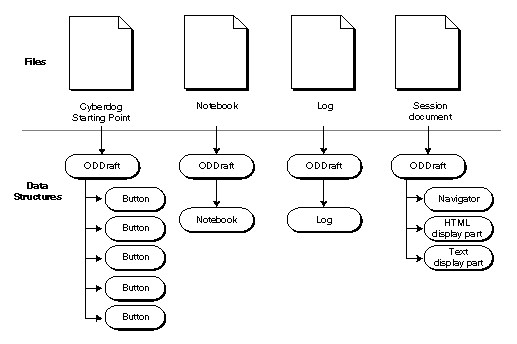 Files
Cyberdog
Starting Point
Notebook
Log
Session
document
Data
Structures
ODDraft
ODDraft
ODDraft
ODDraft
Button
Button
Button
Button
Button
Notebook
Log
Navigator
HTML
display part
Text
display part